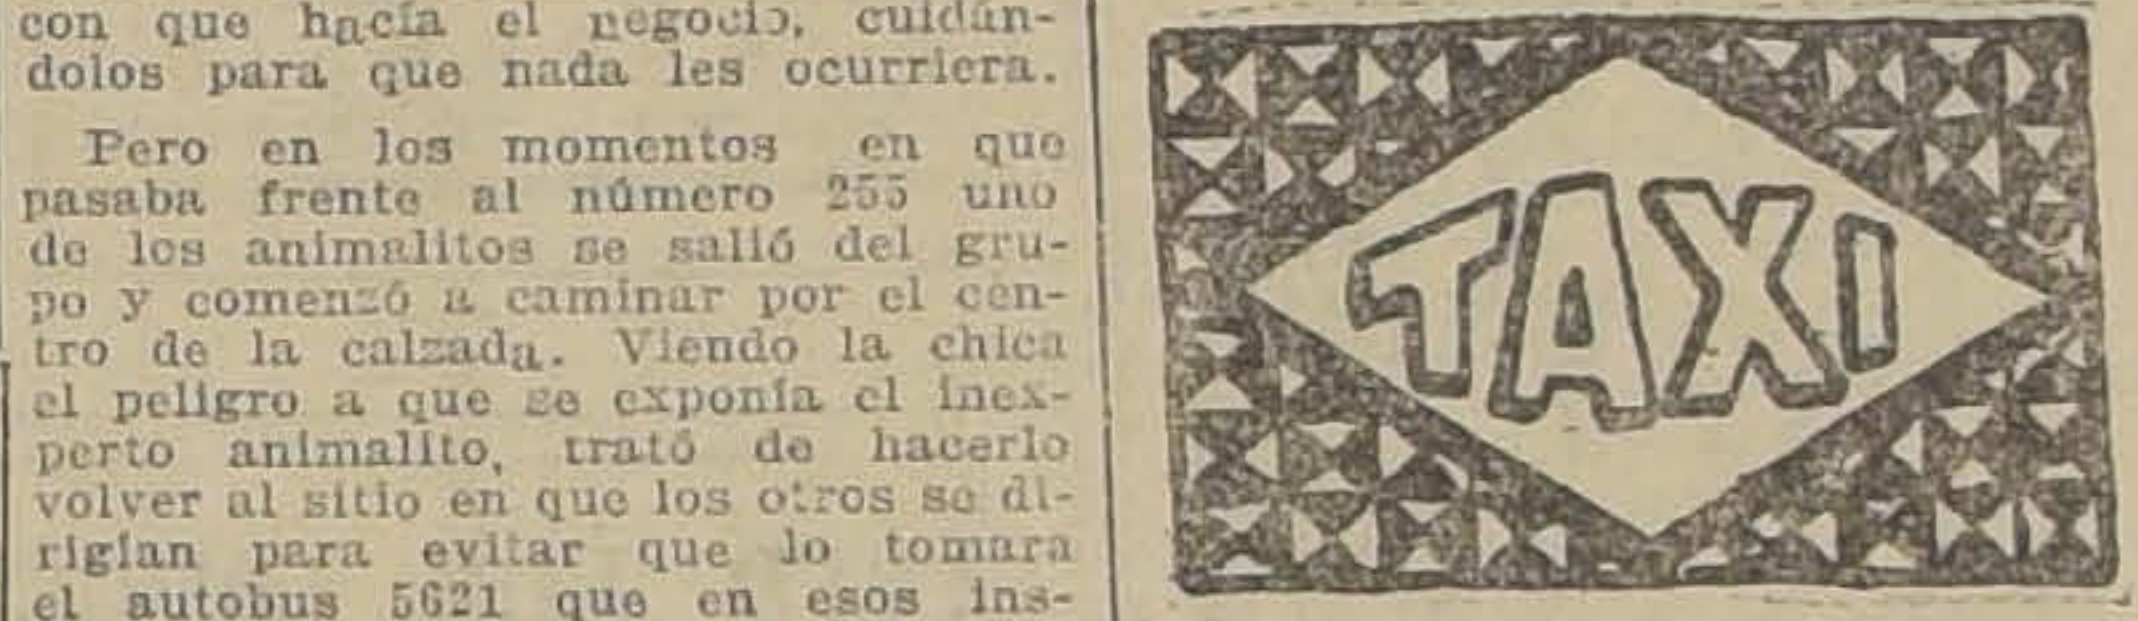 con que hacía el negocio, cuidán-
dolos para que nada les ocurriera.
Pero en los momentos en que
pasaba frente al número 255 uno
de los animalitos se salió del gru-
po y comenzó a caminar por el cen-
tro de la calzada. Viendo la chica
el peligro a que se exponía el inex-
perto animalito, trató de hacerlo
volver al sitio en que los otros se di-
rigían para evitar que lo tomara
el autobus 5621 que en esos ins-
TAXI